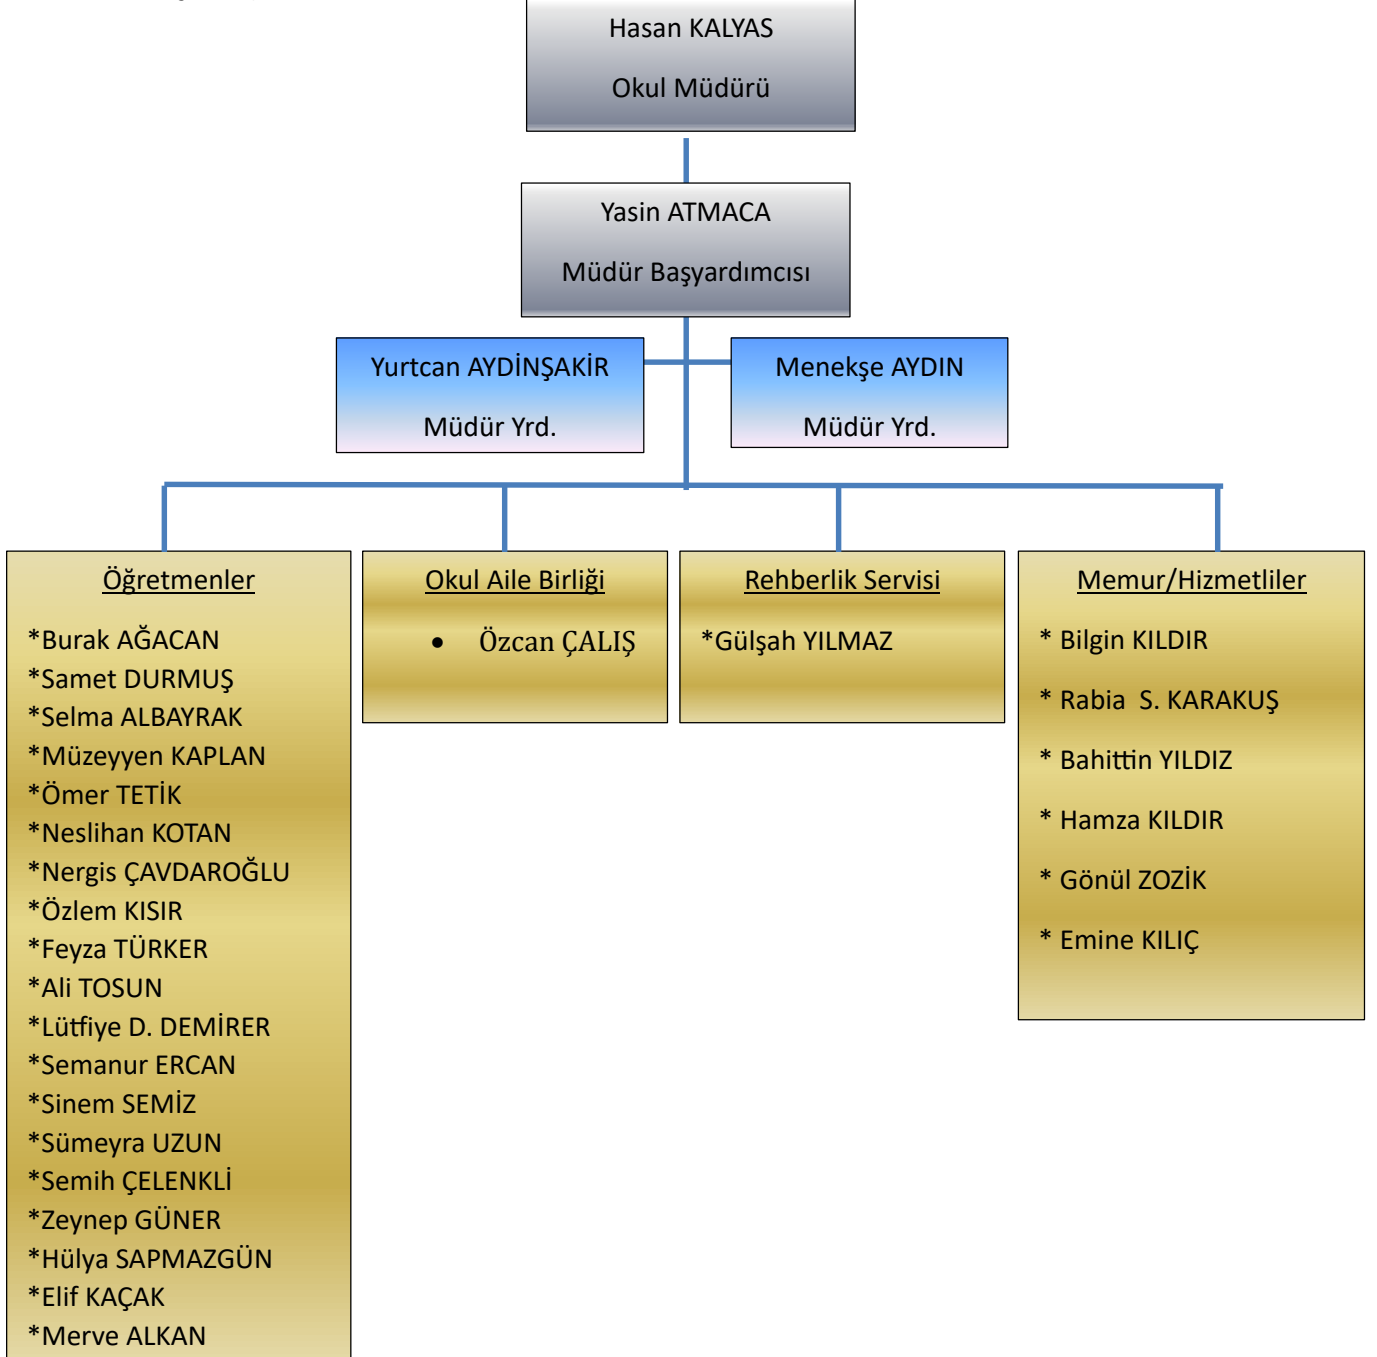 Hasan KALYAS
Okul Müdürü
Yasin ATMACA
Müdür Başyardımcısı
Yurtcan AYDİNŞAKİR
Müdür Yrd.
Menekşe AYDIN
Müdür Yrd.
Öğretmenler
*Burak AĞACAN
*Samet DURMUŞ
*Selma ALBAYRAK
*Müzeyyen KAPLAN
*Ömer TETİK
*Neslihan KOTAN
*Nergis ÇAVDAROĞLU
*Özlem KISIR
*Feyza TÜRKER
*Ali TOSUN
*Lütfiye D. DEMİRER
*Semanur ERCAN
*Sinem SEMİZ
*Sümeyra UZUN
*Semih ÇELENKLİ
*Zeynep GÜNER
*Hülya SAPMAZGÜN
*Elif KAÇAK
*Merve ALKAN
Okul Aile Birliği
• Özcan ÇALIŞ
Rehberlik Servisi
*Gülşah YILMAZ
Memur/Hizmetliler
* Bilgin KILDIR
* Rabia  S. KARAKUŞ
* Bahittin YILDIZ
* Hamza KILDIR
* Gönül ZOZİK
* Emine KILIÇ